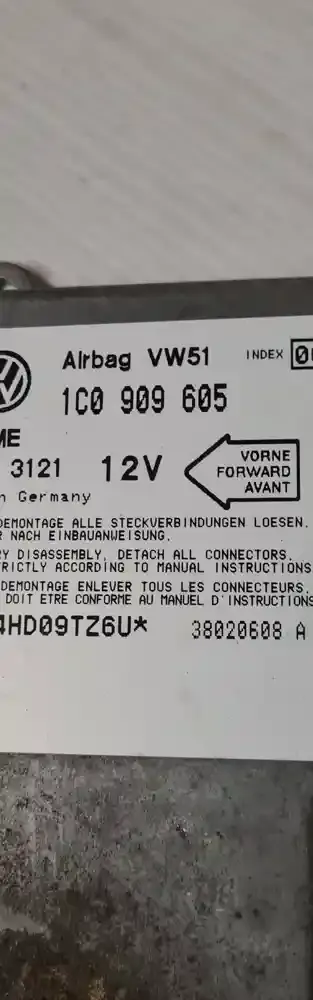 Airbag VW51 INDEX
1C0 909 605
3121 12V
VORNE
FORWARD
AVANT
Germany
DEMONTAGE ALLE STECKVERBINDUNGEN LOESEN.
NACH EINBAUANWEISUNG.
DISASSEMBLY, DETACH ALL CONNECTORS.
ACCORDING TO MANUAL INSTRUCTIONS
DEMONTAGE ENLEVER TOUS LES CONNECTEURS.
DOIT ETRE CONFORME AU MANUEL D'INSTRUCTIONS
4HD09TZ6U* 38020608 A